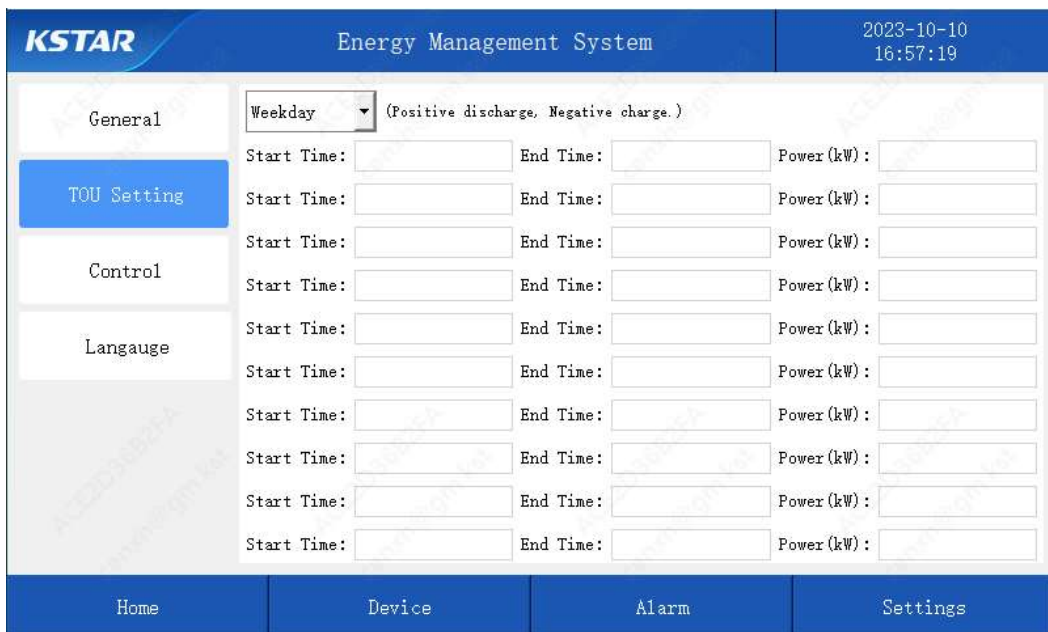 KSTAR Energy Management System 2023-10-10
16:57:19
General
TOU Setting
Control
Langauge
Weekday (Positive discharge, Negative charge.)
Start Time: End Time: Power(kW):
Start Time: End Time: Power(kW):
Start Time: End Time: Power(kW):
Start Time: End Time: Power(kW):
Start Time: End Time: Power(kW):
Start Time: End Time: Power(kW):
Start Time: End Time: Power(kW):
Start Time: End Time: Power(kW):
Start Time: End Time: Power(kW):
Start Time: End Time: Power(kW):
Home Device Alarm Settings